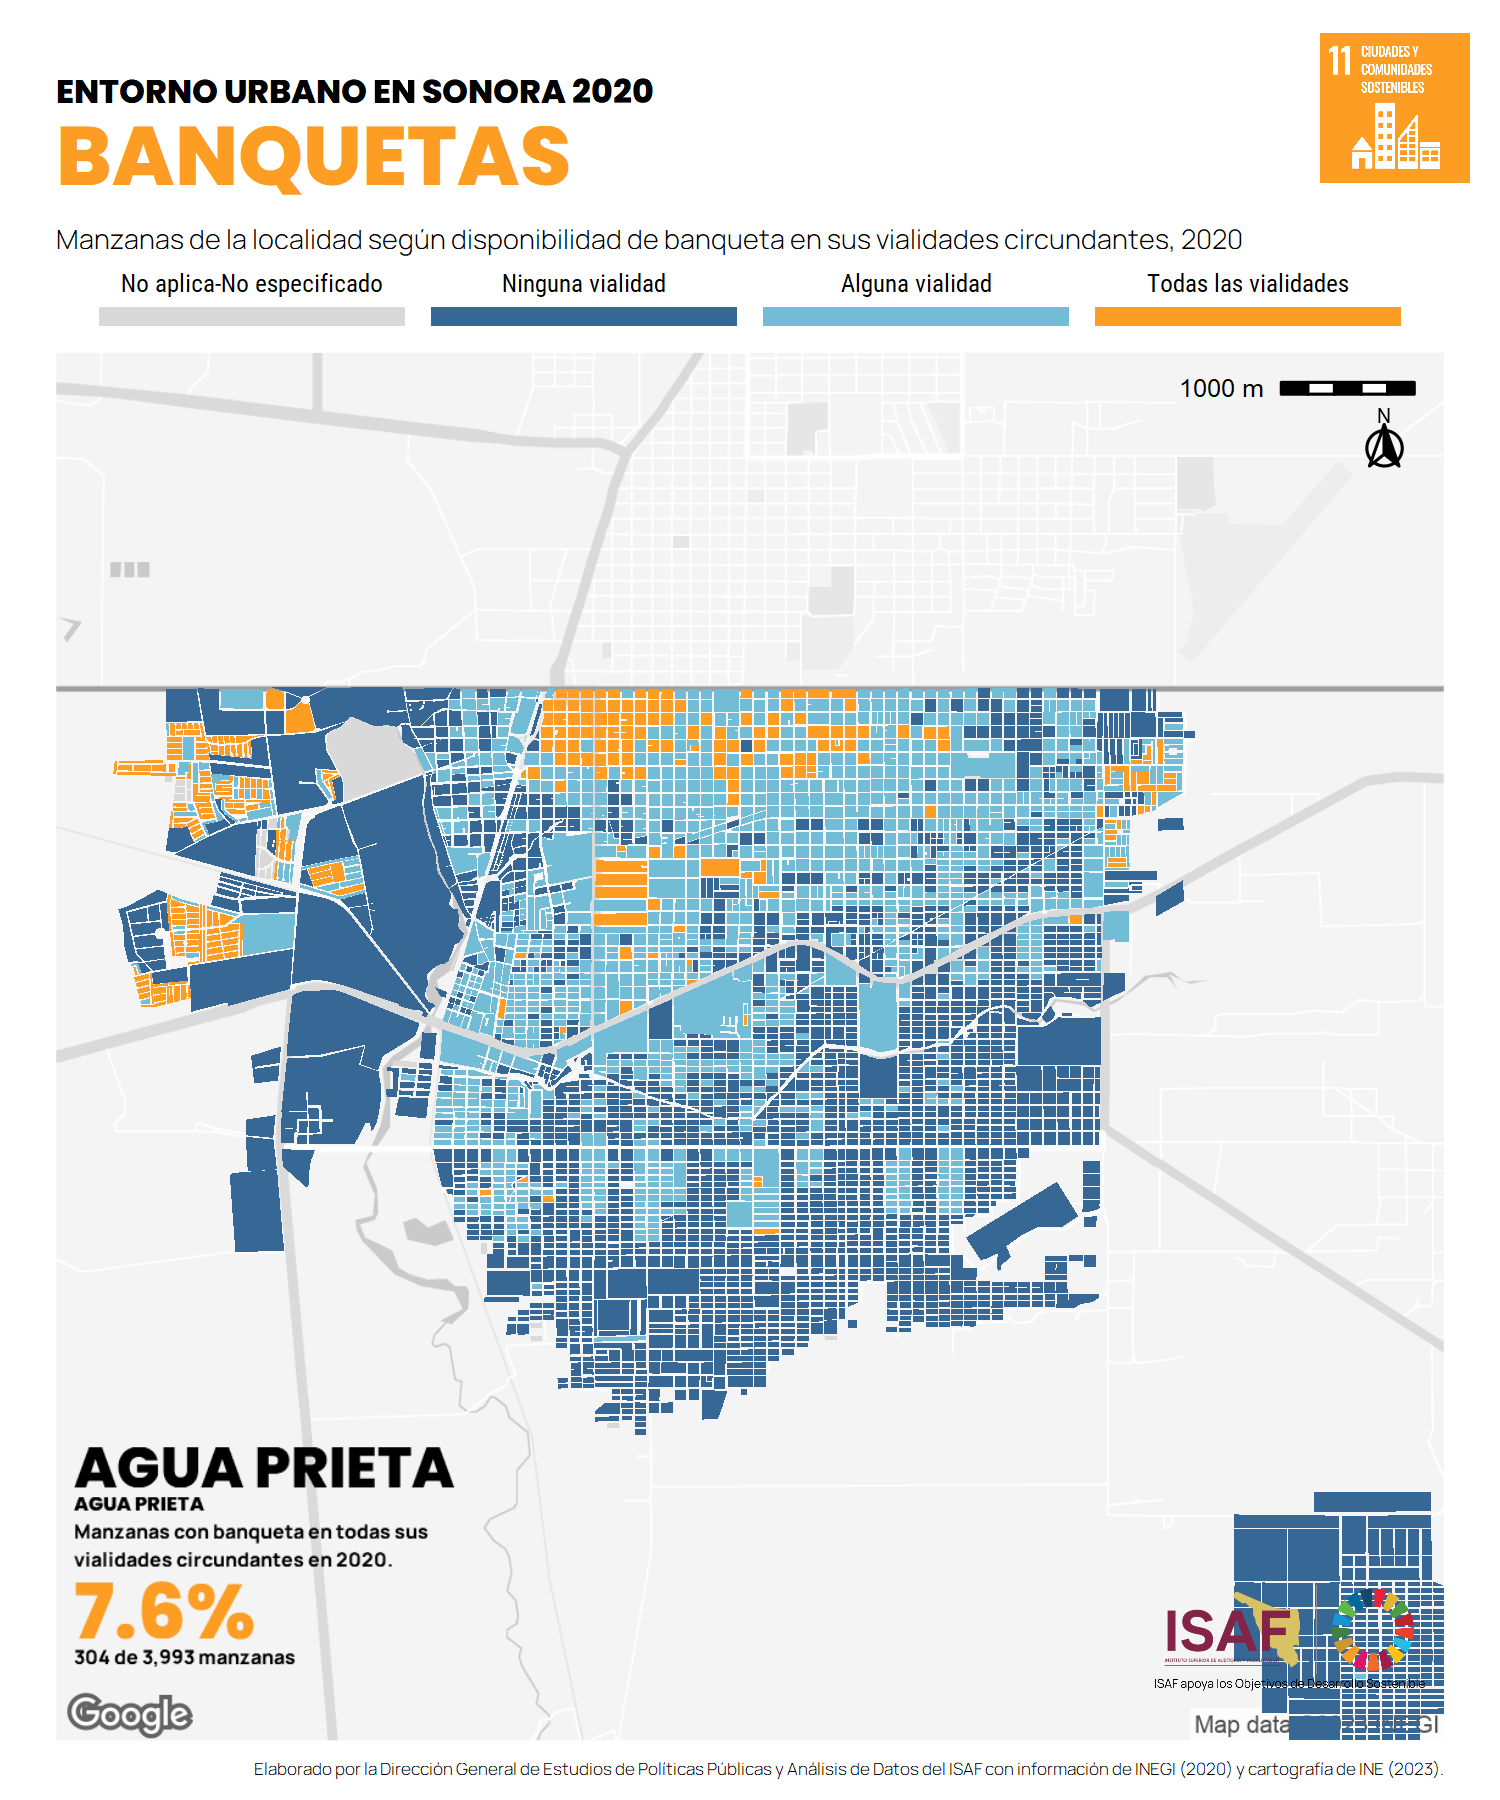 ENTORNO URBANO EN SONORA 2020
BANQUETAS
11 CIUDADES Y
COMUNIDADES
SOSTENIBLES
Manzanas de la localidad según disponibilidad de banqueta en sus vialidades circundantes, 2020
No aplica-No especificado
Ninguna vialidad
Alguna vialidad
Todas las vialidades
1000 m
N
AGUA PRIETA
AGUA PRIETA
Manzanas con banqueta en todas sus
vialidades circundantes en 2020.
7.6%
304 de 3,993 manzanas
Google
ISAF
ISAF apoya los Objetivos de Desarrollo Sostenible
Map data
GI
Elaborado por la Dirección General de Estudios de Políticas Públicas y Análisis de Datos del ISAF con información de INEGI (2020) y cartografía de INE (2023).